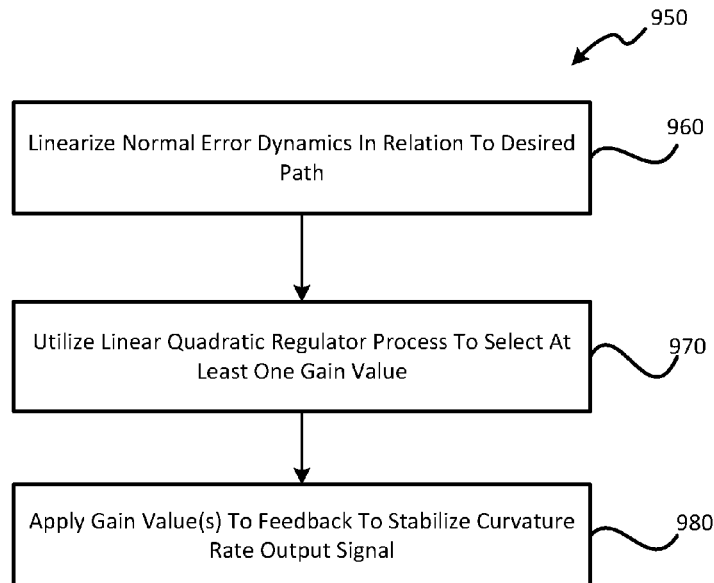 950
Linearize Normal Error Dynamics In Relation To Desired
Path
960
Utilize Linear Quadratic Regulator Process To Select At
Least One Gain Value
970
Apply Gain Value(s) To Feedback To Stabilize Curvature
Rate Output Signal
980